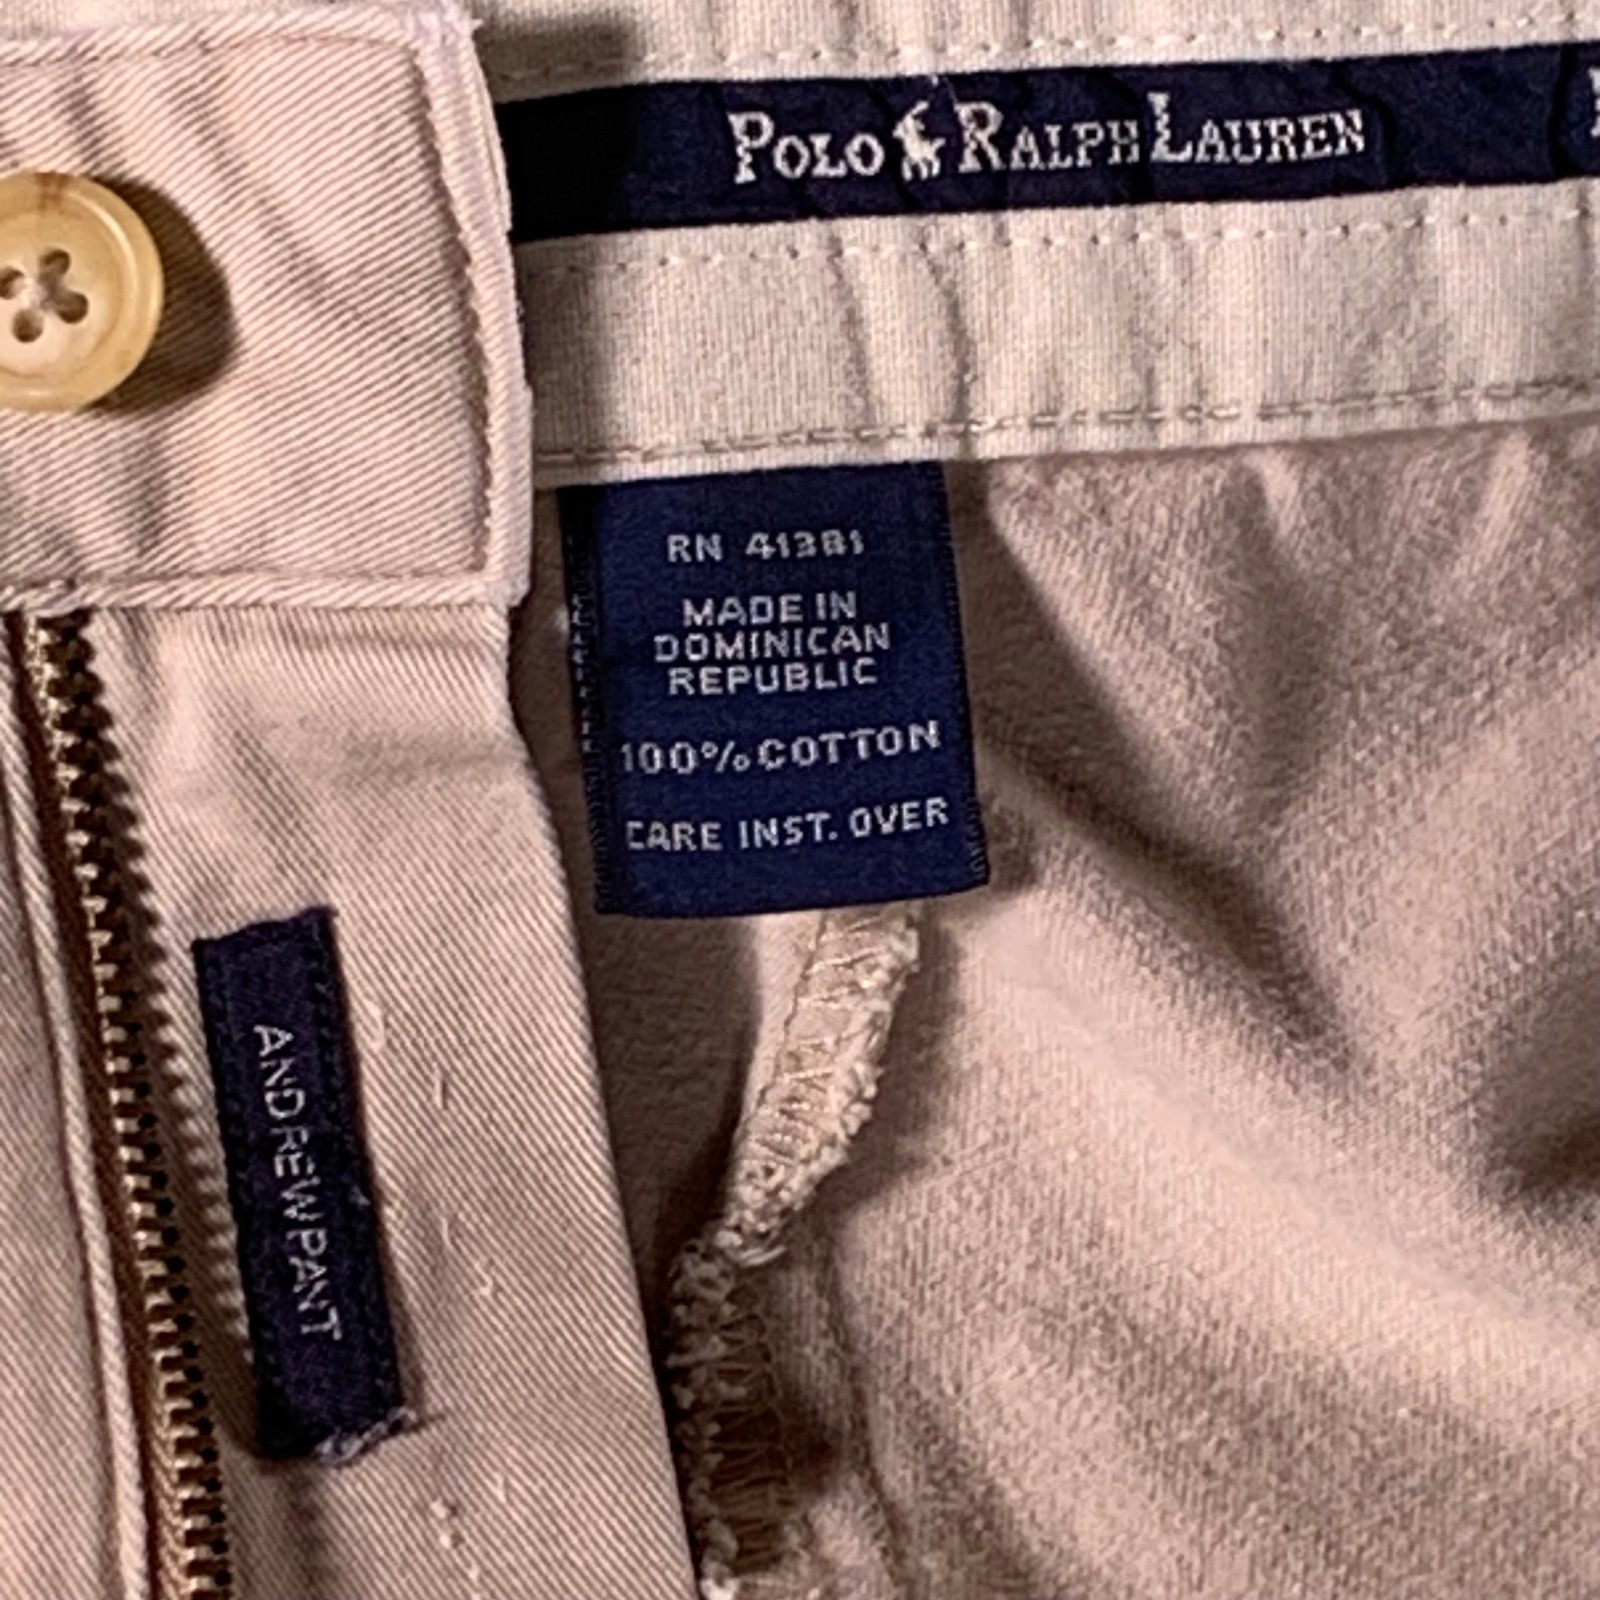 POLO RALPH LAUREN
RN 41381
MADE IN
DOMINICAN
REPUBLIC
100% COTTON
CARE INST. OVER
ANDREW PANT